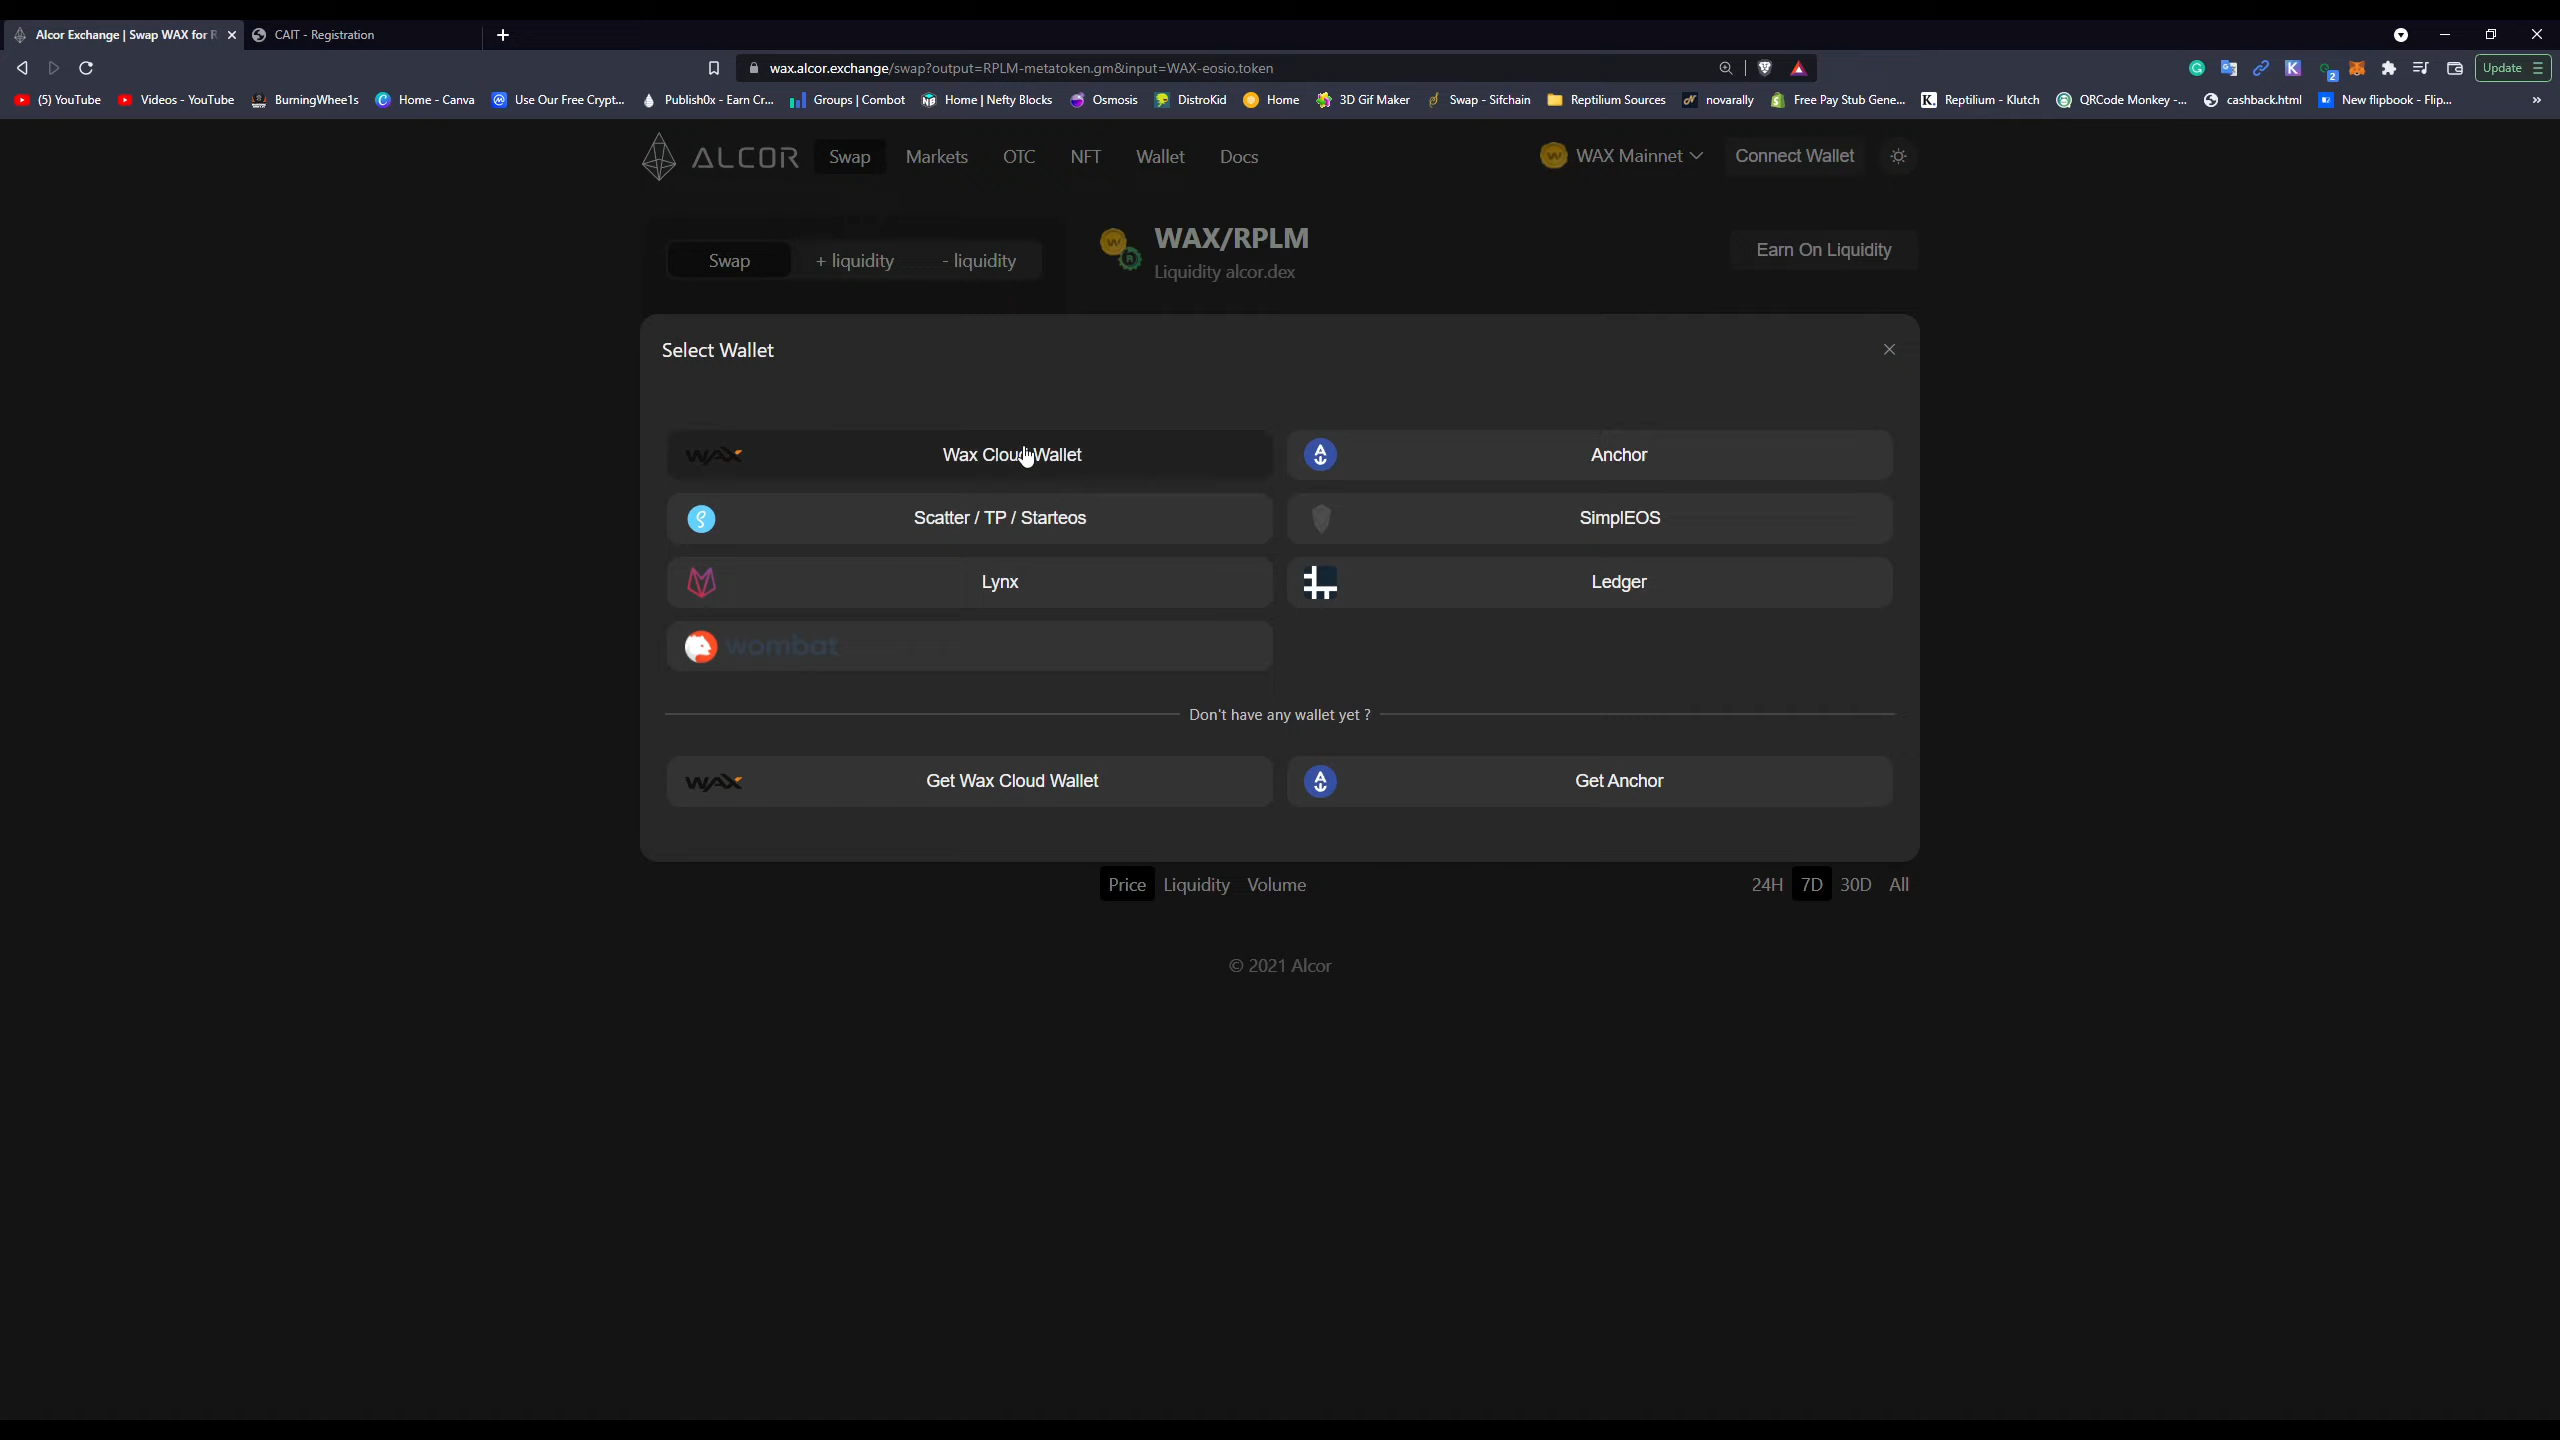 Alcor Exchange | Swap WAX for R
CAIT - Registration
wax.alcor.exchange/swap?output=RPLM-metatoken.gm&input=WAX-eosio.token
2
Update
(5) YouTube
Videos - YouTube
BurningWhee1s
Home - Canva
Use Our Free Crypt...
Publish0x - Earn Cr...
Groups | Combot
Home | Nefty Blocks
Osmosis
DistroKid
Home
3D Gif Maker
Swap - Sifchain
Reptilium Sources
novarally
Free Pay Stub Gene...
Reptilium - Klutch
QRCode Monkey -...
cashback.html
New flipbook - Flip...
ALCOR
Swap
Markets
OTC
NFT
Wallet
Docs
WAX Mainnet
Connect Wallet
Swap
+ liquidity
- liquidity
WAX/RPLM
Liquidity alcor.dex
Earn On Liquidity
Select Wallet
WAX
Wax Cloud Wallet
Anchor
Scatter / TP / Starteos
SimplEOS
Lynx
Ledger
wombat
Don't have any wallet yet ?
WAX
Get Wax Cloud Wallet
Get Anchor
Price
Liquidity
Volume
24H
7D
30D
All
© 2021 Alcor